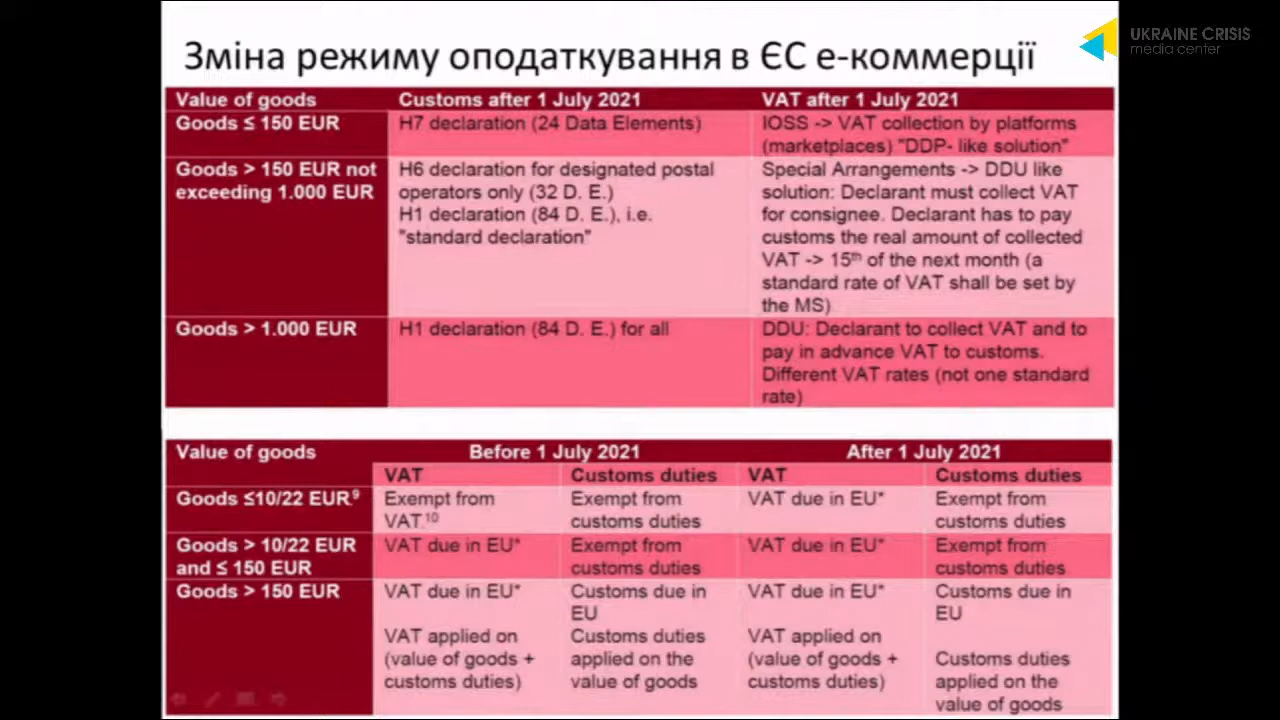 UKRAINE CRISIS
media center
Зміна режиму оподаткування в ЄС е-коммерції
Value of goods Customs after 1 July 2021 VAT after 1 July 2021
Goods ≤ 150 EUR H7 declaration (24 Data Elements) IOSS -> VAT collection by platforms
(marketplaces) "DDP- like solution"
Goods > 150 EUR not H6 declaration for designated postal Special Arrangements -> DDU like
exceeding 1.000 EUR operators only (32 D. E.) solution: Declarant must collect VAT
H1 declaration (84 D. E.), i.e. for consignee. Declarant has to pay
"standard declaration" customs the real amount of collected
VAT -> 15th of the next month (a
standard rate of VAT shall be set by
the MS)
Goods > 1.000 EUR H1 declaration (84 D. E.) for all DDU: Declarant to collect VAT and to
pay in advance VAT to customs.
Different VAT rates (not one standard
rate)
Value of goods Before 1 July 2021 After 1 July 2021
VAT Customs duties VAT Customs duties
Goods ≤10/22 EUR.9 Exempt from Exempt from VAT due in EU* Exempt from
VAT.10 customs duties customs duties
Goods > 10/22 EUR VAT due in EU* Exempt from VAT due in EU* Exempt from
and ≤ 150 EUR customs duties customs duties
Goods > 150 EUR VAT due in EU* Customs due in VAT due in EU* Customs due in
EU EU
VAT applied on Customs duties VAT applied on
(value of goods + applied on the (value of goods + Customs duties
customs duties) value of goods customs duties) applied on the
value of goods